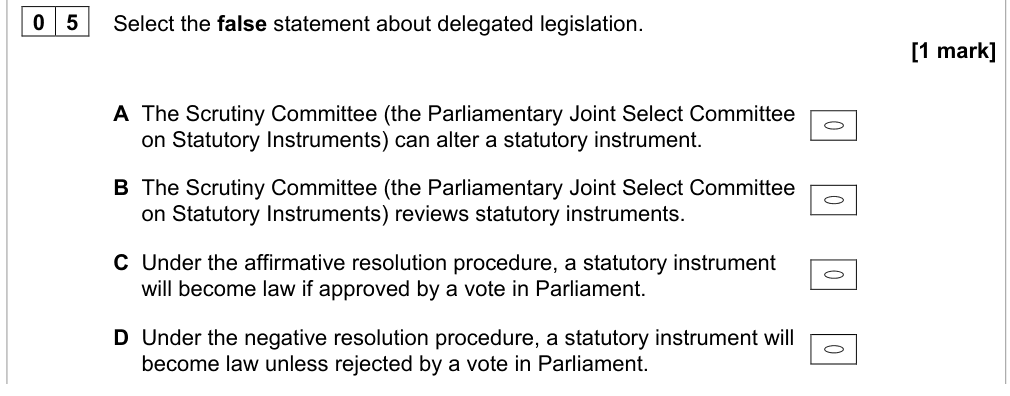 0 5 Select the false statement about delegated legislation.
[1 mark]
A The Scrutiny Committee (the Parliamentary Joint Select Committee
on Statutory Instruments) can alter a statutory instrument.
B The Scrutiny Committee (the Parliamentary Joint Select Committee
on Statutory Instruments) reviews statutory instruments.
C Under the affirmative resolution procedure, a statutory instrument
will become law if approved by a vote in Parliament.
D Under the negative resolution procedure, a statutory instrument will
become law unless rejected by a vote in Parliament.